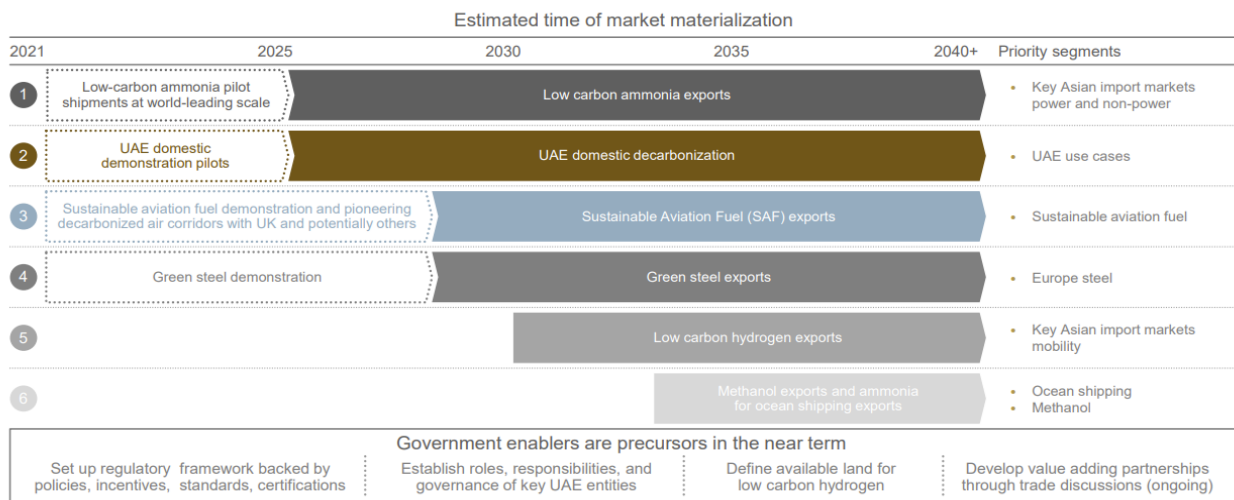 Estimated time of market materialization
2021 2025 2030 2035 2040+ Priority segments
1
Low-carbon ammonia pilot
shipments at world-leading scale
Low carbon ammonia exports
• Key Asian import markets
power and non-power
2
UAE domestic
demonstration pilots
UAE domestic decarbonization
• UAE use cases
3
Sustainable aviation fuel demonstration and pioneering
decarbonized air corridors with UK and potentially others
Sustainable Aviation Fuel (SAF) exports
• Sustainable aviation fuel
4
Green steel demonstration
Green steel exports
• Europe steel
5
Low carbon hydrogen exports
• Key Asian import markets
mobility
6
Methanol exports and ammonia
for ocean shipping exports
• Ocean shipping
• Methanol
Government enablers are precursors in the near term
Set up regulatory framework backed by
policies, incentives, standards, certifications
Establish roles, responsibilities, and
governance of key UAE entities
Define available land for
low carbon hydrogen
Develop value adding partnerships
through trade discussions (ongoing)